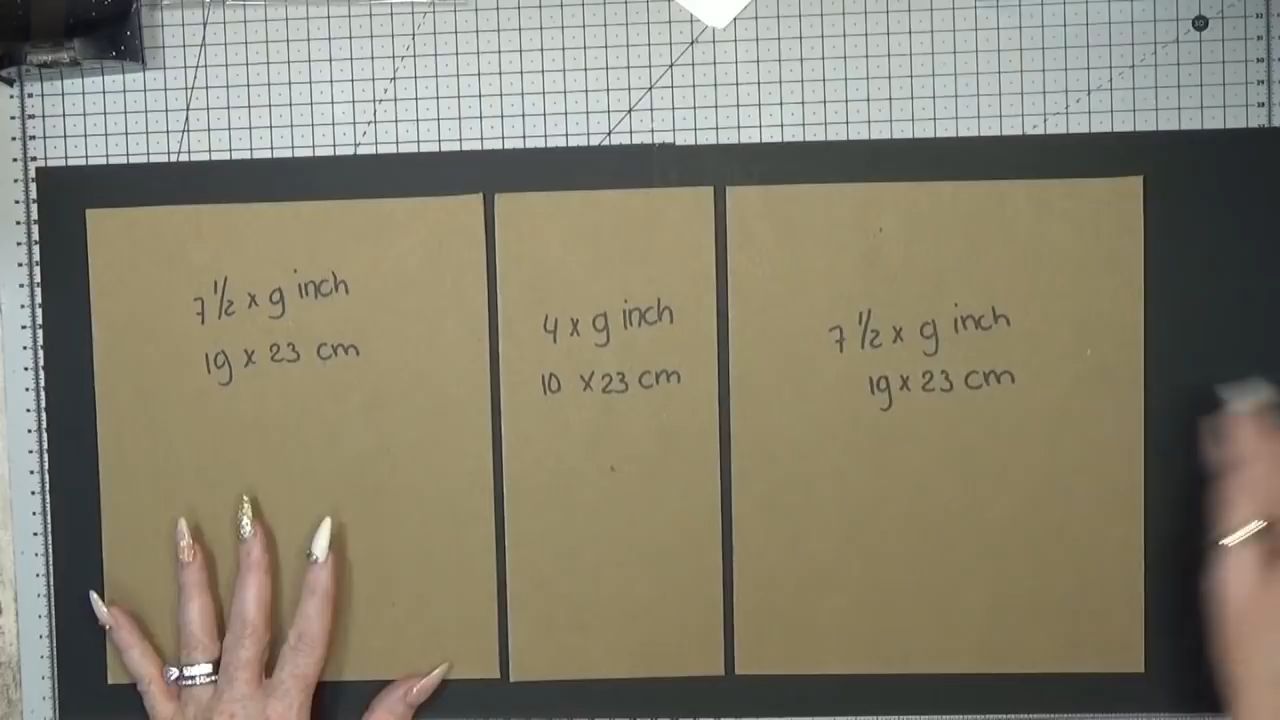 7 1/2 x 9 inch
19 x 23 cm
4 x 9 inch
10 x 23 cm
7 1/2 x 9 inch
19 x 23 cm